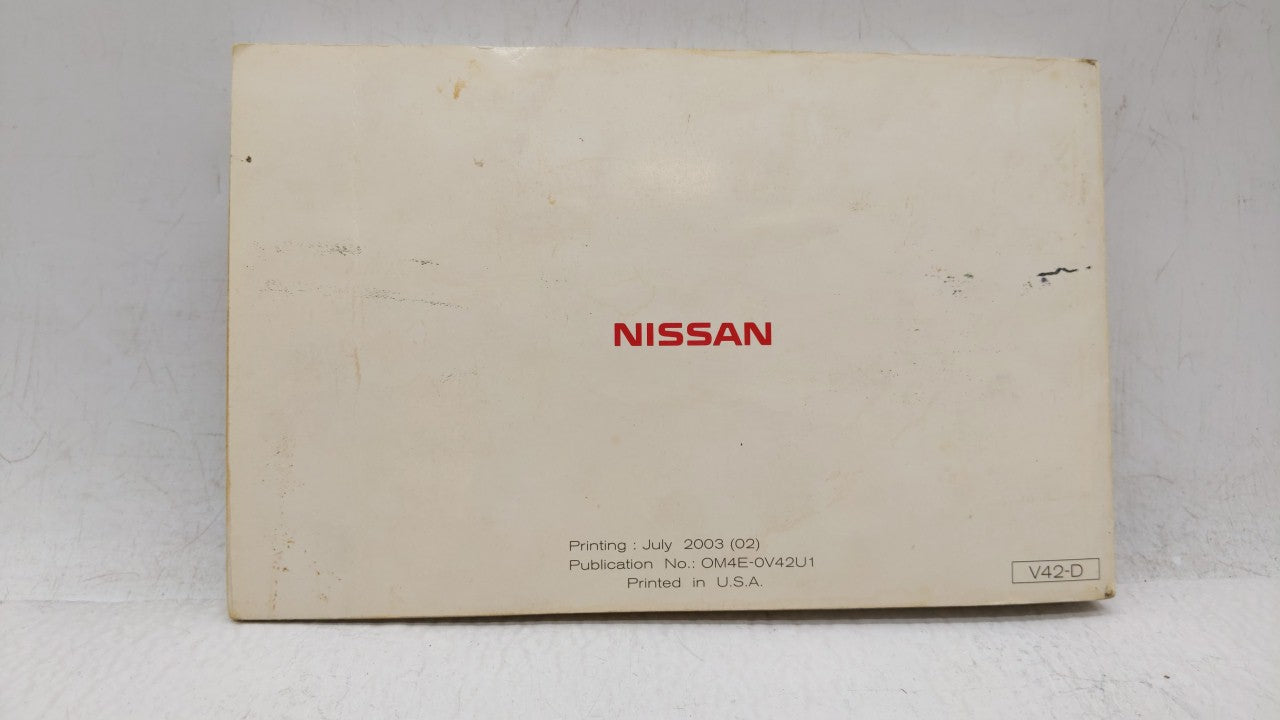 NISSAN
Printing : July 2003 (02)
Publication No.: OM4E-0V42U1
Printed in U.S.A.
V42-D